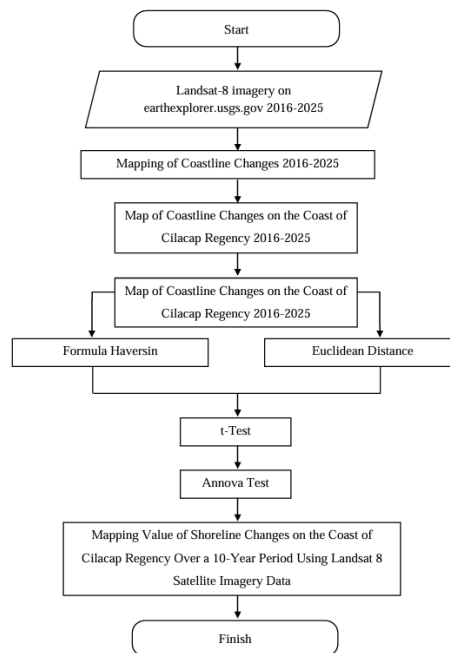 Start
Landsat-8 imagery on
earthexplorer.usgs.gov 2016-2025
Mapping of Coastline Changes 2016-2025
Map of Coastline Changes on the Coast of
Cilacap Regency 2016-2025
Map of Coastline Changes on the Coast of
Cilacap Regency 2016-2025
Formula Haversin
Euclidean Distance
t-Test
Annova Test
Mapping Value of Shoreline Changes on the Coast of
Cilacap Regency Over a 10-Year Period Using Landsat 8
Satellite Imagery Data
Finish